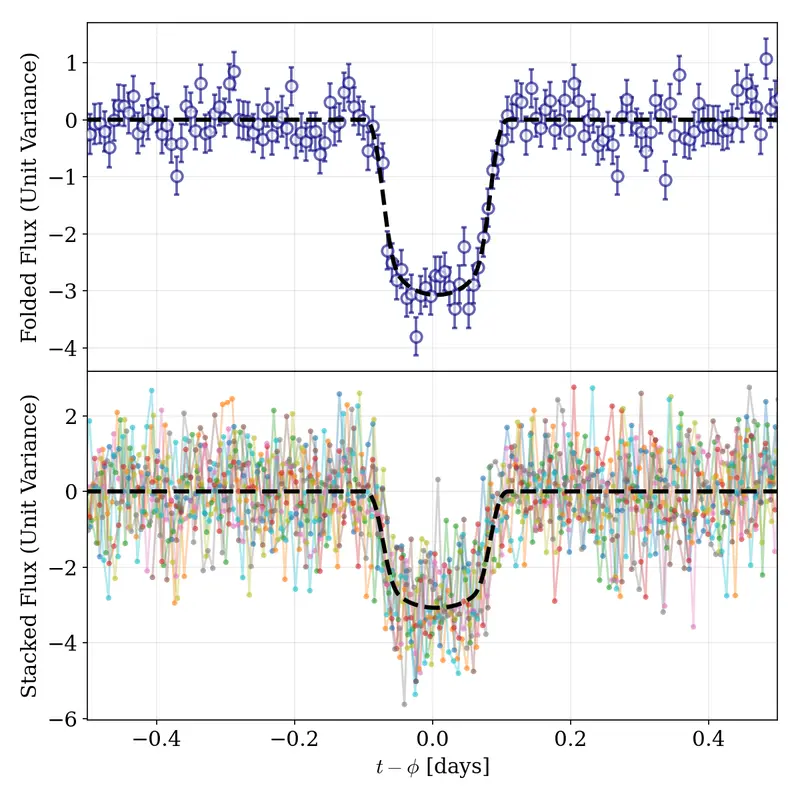 Folded Flux (Unit Variance)
1
0
−1
−2
−3
−4
Stacked Flux (Unit Variance)
2
0
−2
−4
−6
−0.4 −0.2 0.0 0.2 0.4
t − ϕ [days]